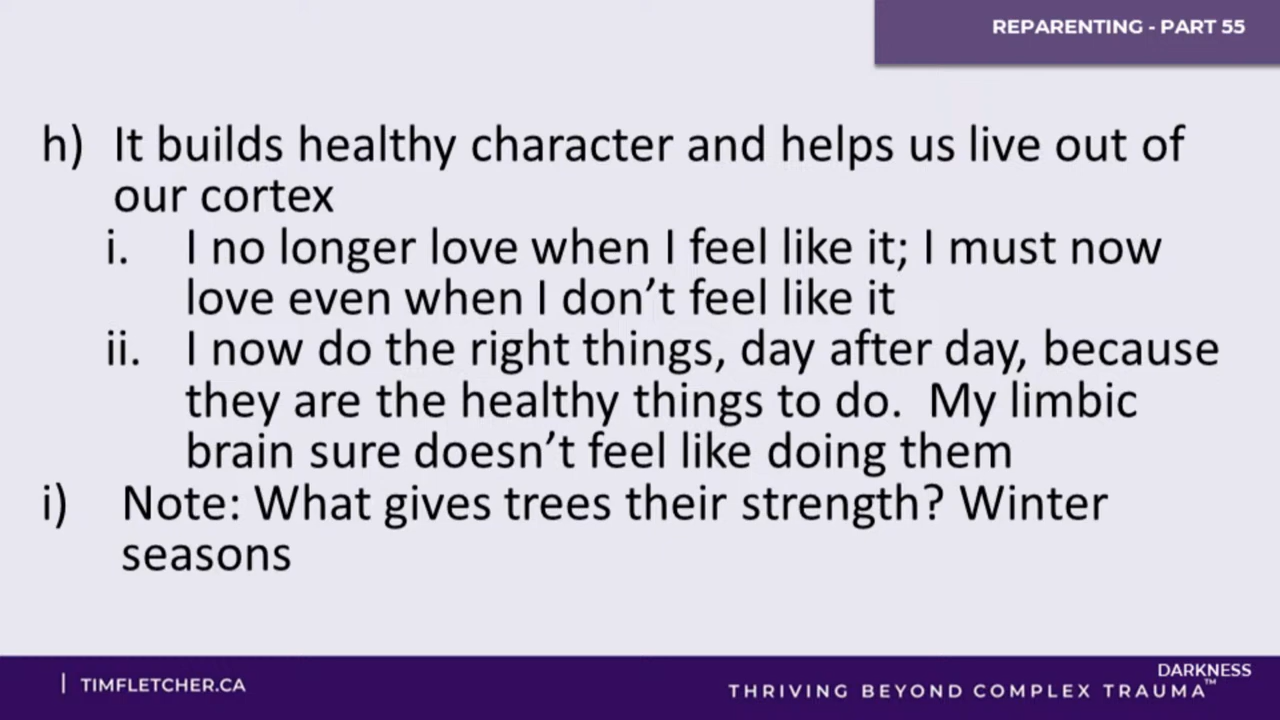 REPARENTING - PART 55
h) It builds healthy character and helps us live out of
our cortex
i. I no longer love when I feel like it; I must now
love even when I don’t feel like it
ii. I now do the right things, day after day, because
they are the healthy things to do.  My limbic
brain sure doesn’t feel like doing them
i) Note: What gives trees their strength? Winter
seasons
| TIMFLETCHER.CA
DARKNESS
THRIVING BEYOND COMPLEX TRAUMA™